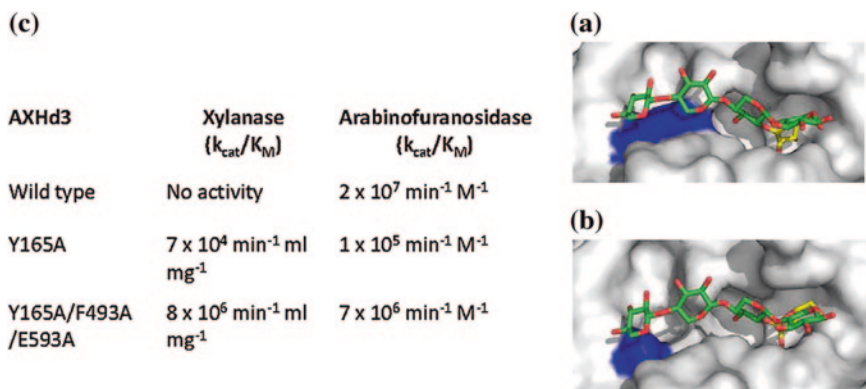 (c)
(a)
AXHd3 Xylanase Arabinofuranosidase
(kcat/KM) (kcat/KM)
Wild type No activity 2 x 10⁷ min⁻¹ M⁻¹
Y165A 7 x 10⁴ min⁻¹ ml 1 x 10⁵ min⁻¹ M⁻¹
mg⁻¹
(b)
Y165A/F493A 8 x 10⁶ min⁻¹ ml 7 x 10⁶ min⁻¹ M⁻¹
/E593A mg⁻¹